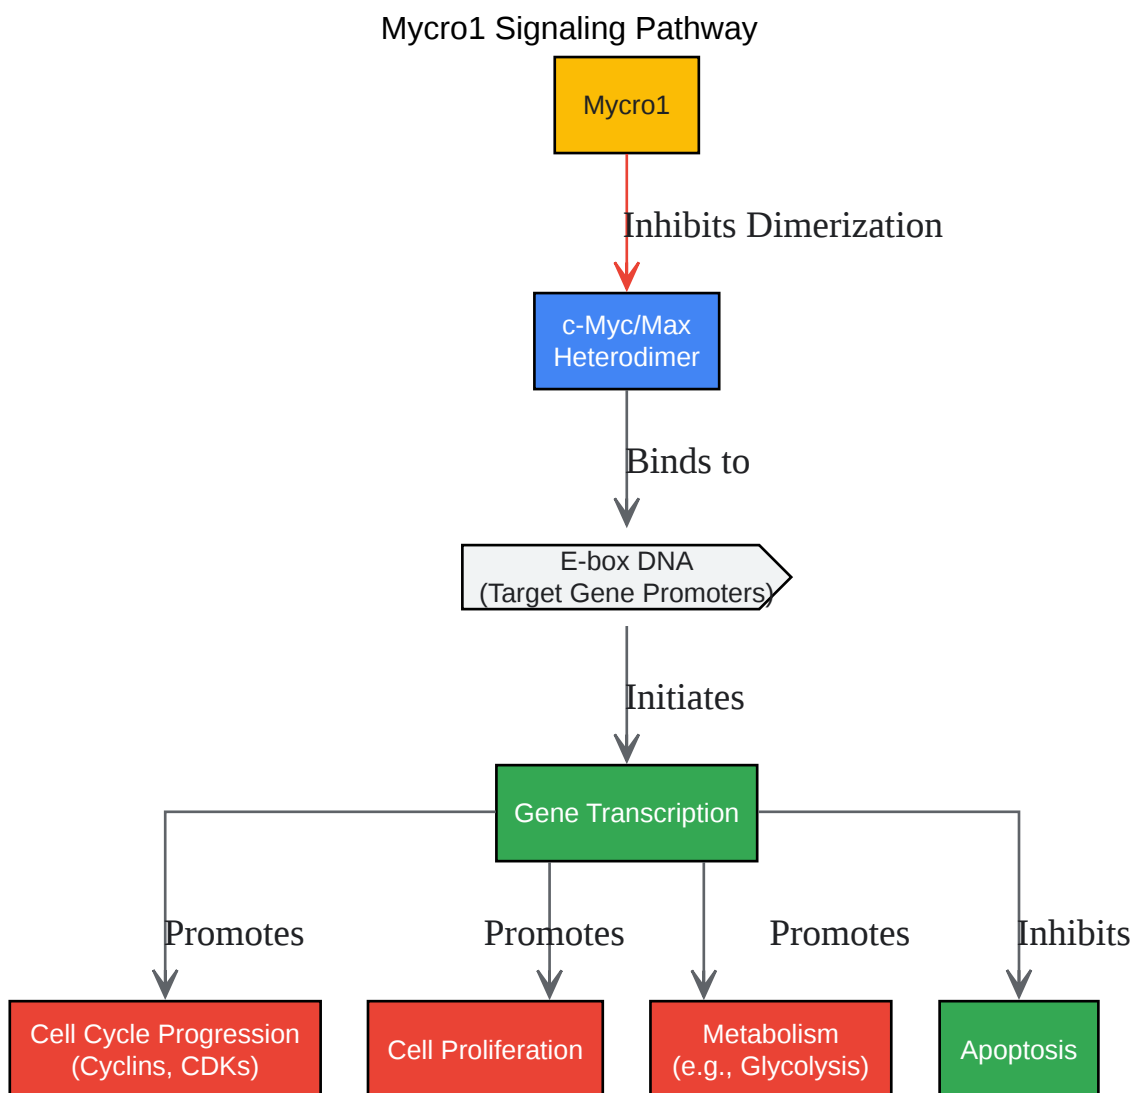 Mycro1 Signaling Pathway
Mycro1
Inhibits Dimerization
c-Myc/Max
Heterodimer
Binds to
E-box DNA
(Target Gene Promoters)
Initiates
Gene Transcription
Promotes
Promotes
Promotes
Inhibits
Cell Cycle Progression
(Cyclins, CDKs)
Cell Proliferation
Metabolism
(e.g., Glycolysis)
Apoptosis